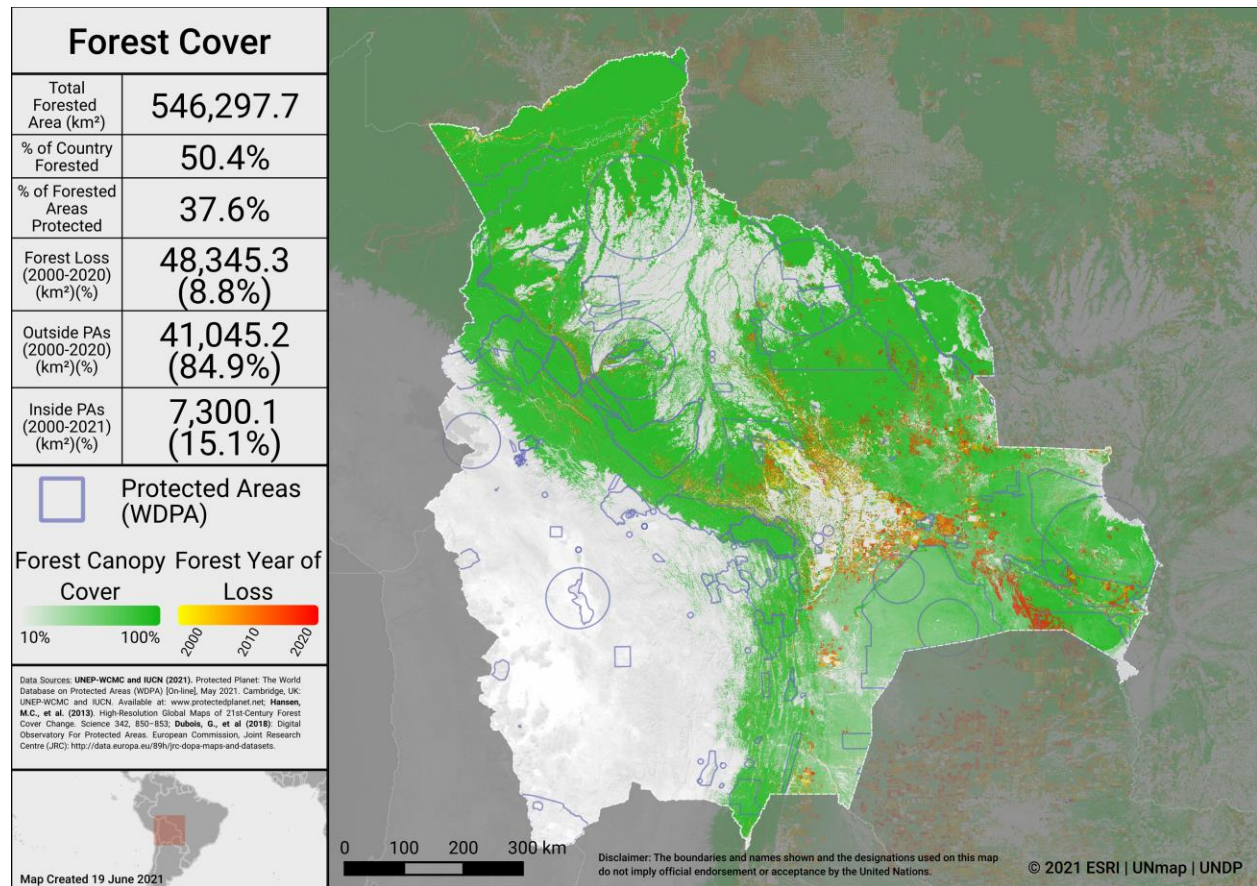 Forest Cover
Total
Forested
Area (km²)
546,297.7
% of Country
Forested
50.4%
% of Forested
Areas
Protected
37.6%
Forest Loss
(2000-2020)
(km²)(%)
48,345.3
(8.8%)
Outside PAs
(2000-2020)
(km²)(%)
41,045.2
(84.9%)
Inside PAs
(2000-2021)
(km²)(%)
7,300.1
(15.1%)
Protected Areas
(WDPA)
Forest Canopy
Cover
10% 100%
Forest Year of
Loss
2000 2010 2020
Data Sources: UNEP-WCMC and IUCN (2021). Protected Planet: The World
Database on Protected Areas (WDPA) [On-line], May 2021. Cambridge, UK:
UNEP-WCMC and IUCN. Available at: www.protectedplanet.net; Hansen,
M.C., et al. (2013). High-Resolution Global Maps of 21st-Century Forest
Cover Change. Science 342, 850–853; Dubois, G., et al (2018): Digital
Observatory For Protected Areas. European Commission, Joint Research
Centre (JRC): http://data.europa.eu/89h/jrc-dopa-maps-and-datasets.
Map Created 19 June 2021
0 100 200 300 km
Disclaimer: The boundaries and names shown and the designations used on this map
do not imply official endorsement or acceptance by the United Nations.
© 2021 ESRI | UNmap | UNDP